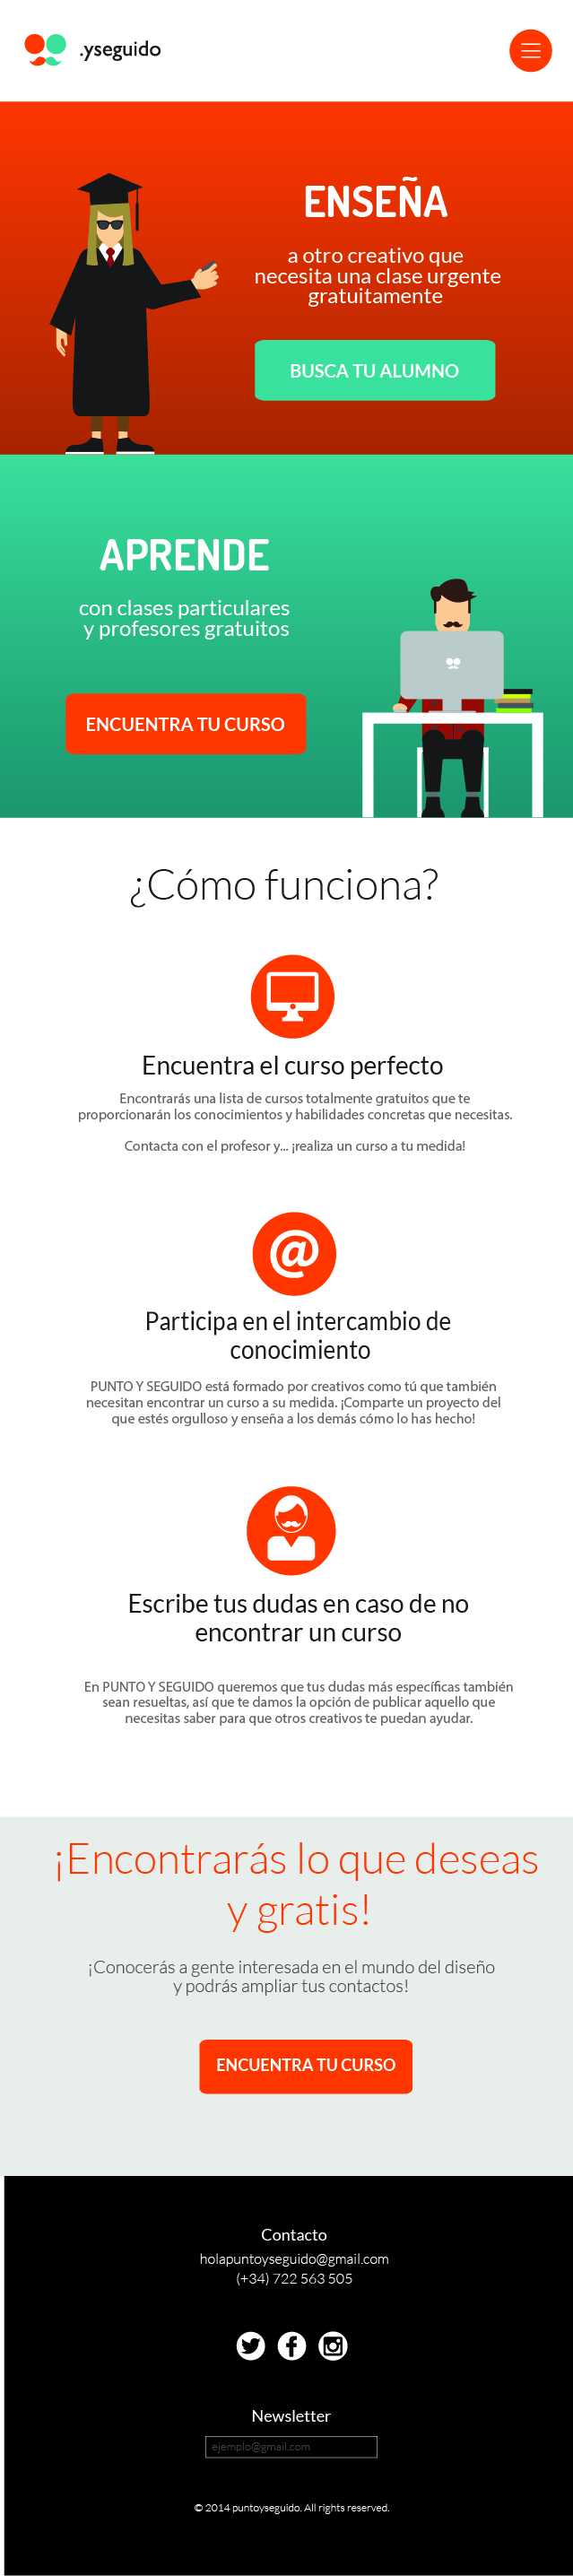 .yseguido
ENSEÑA
a otro creativo que
necesita una clase urgente
gratuitamente
BUSCA TU ALUMNO
APRENDE
con clases particulares
y profesores gratuitos
ENCUENTRA TU CURSO
¿Cómo funciona?
Encuentra el curso perfecto
Encontrarás una lista de cursos totalmente gratuitos que te
proporcionarán los conocimientos y habilidades concretas que necesitas.
Contacta con el profesor y... ¡realiza un curso a tu medida!
@
Participa en el intercambio de
conocimiento
PUNTO Y SEGUIDO está formado por creativos como tú que también
necesitan encontrar un curso a su medida. ¡Comparte un proyecto del
que estés orgulloso y enseña a los demás cómo lo has hecho!
Escribe tus dudas en caso de no
encontrar un curso
En PUNTO Y SEGUIDO queremos que tus dudas más específicas también
sean resueltas, así que te damos la opción de publicar aquello que
necesitas saber para que otros creativos te puedan ayudar.
¡Encontrarás lo que deseas
y gratis!
¡Conocerás a gente interesada en el mundo del diseño
y podrás ampliar tus contactos!
ENCUENTRA TU CURSO
Contacto
holapuntoyseguido@gmail.com
(+34) 722 563 505
Newsletter
ejemplo@gmail.com
© 2014 puntoyseguido. All rights reserved.